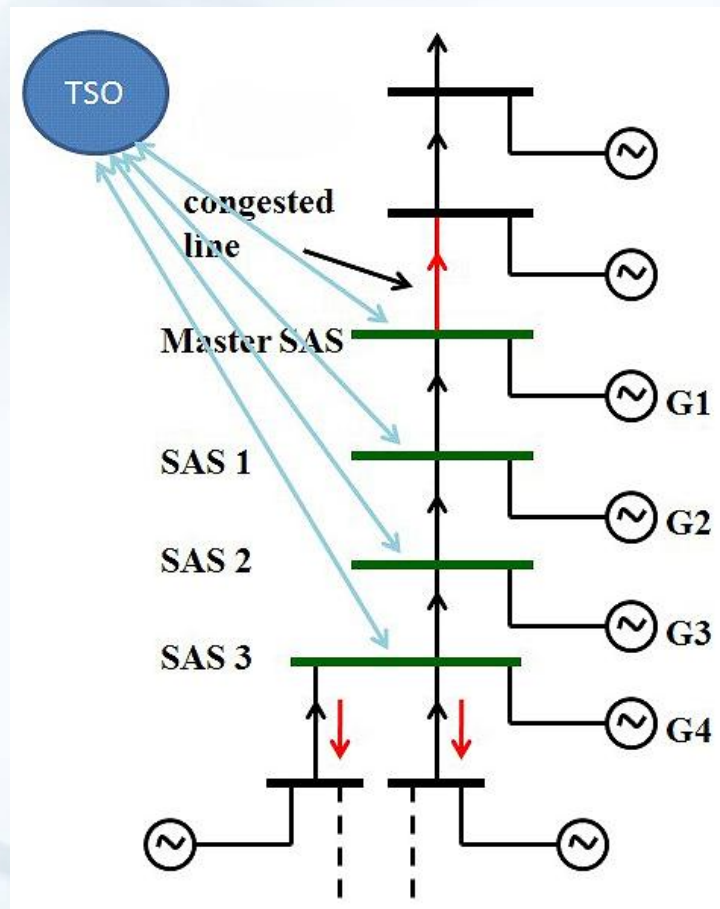 TSO
congested
line
Master SAS
G1
SAS 1
G2
SAS 2
G3
SAS 3
G4